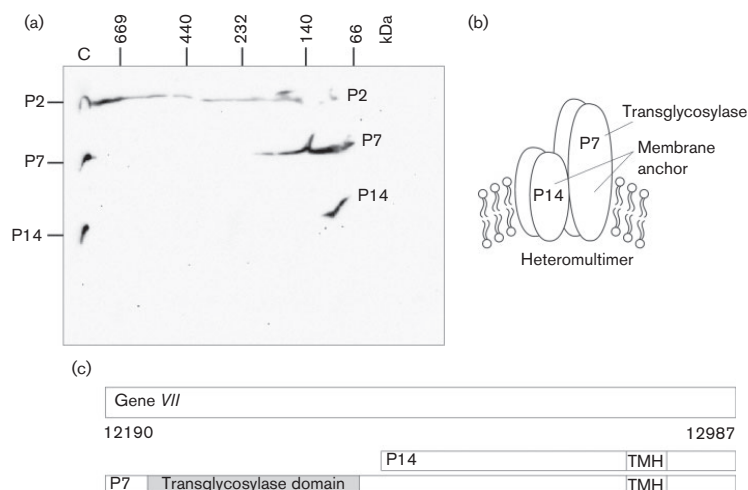 (a)
C
669
440
232
140
66
kDa
P2
P2
P7
P7
P14
P14
(b)
Transglycosylase
P7
Membrane
anchor
P14
Heteromultimer
(c)
Gene VII
12190 12987
P14 TMH
P7 Transglycosylase domain TMH